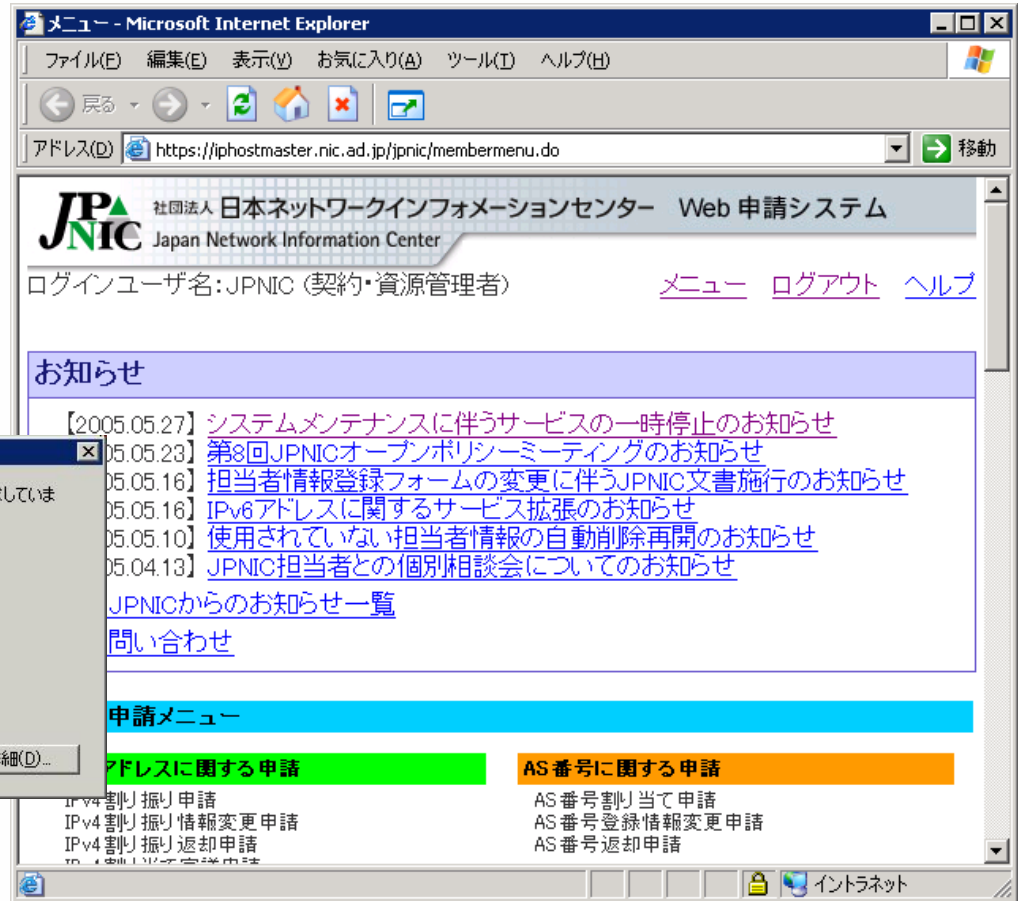 メニュー - Microsoft Internet Explorer
ファイル(F) 編集(E) 表示(V) お気に入り(A) ツール(T) ヘルプ(H)
戻る
アドレス(D) https://iphostmaster.nic.ad.jp/jpnic/membermenu.do 移動
JPNIC 社団法人 日本ネットワークインフォメーションセンター Web 申請システム
Japan Network Information Center
ログインユーザ名:JPNIC (契約・資源管理者) メニュー ログアウト ヘルプ
お知らせ
【2005.05.27】 システムメンテナンスに伴うサービスの一時停止のお知らせ
05.05.23】 第8回JPNICオープンポリシーミーティングのお知らせ
していま
05.05.16】 担当者情報登録フォームの変更に伴うJPNIC文書施行のお知らせ
05.05.16】 IPv6アドレスに関するサービス拡張のお知らせ
05.05.10】 使用されていない担当者情報の自動削除再開のお知らせ
05.04.13】 JPNIC担当者との個別相談会についてのお知らせ
JPNICからのお知らせ一覧
問い合わせ
申請メニュー
細(D)...
アドレスに関する申請 AS番号に関する申請
IPv4割り振り申請 AS番号割り当て申請
IPv4割り振り情報変更申請 AS番号登録情報変更申請
IPv4割り振り返却申請 AS番号返却申請
イントラネット